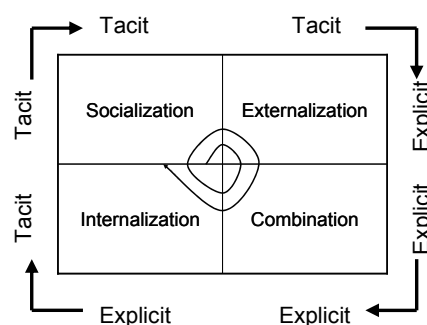 Tacit Tacit
Tacit Explicit
Socialization Externalization
Tacit Explicit
Internalization Combination
Explicit Explicit